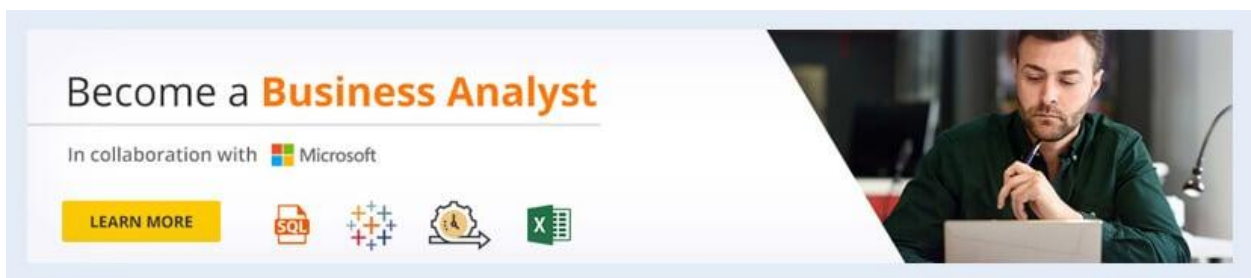 Become a Business Analyst
In collaboration with Microsoft
LEARN MORE
SQL
X